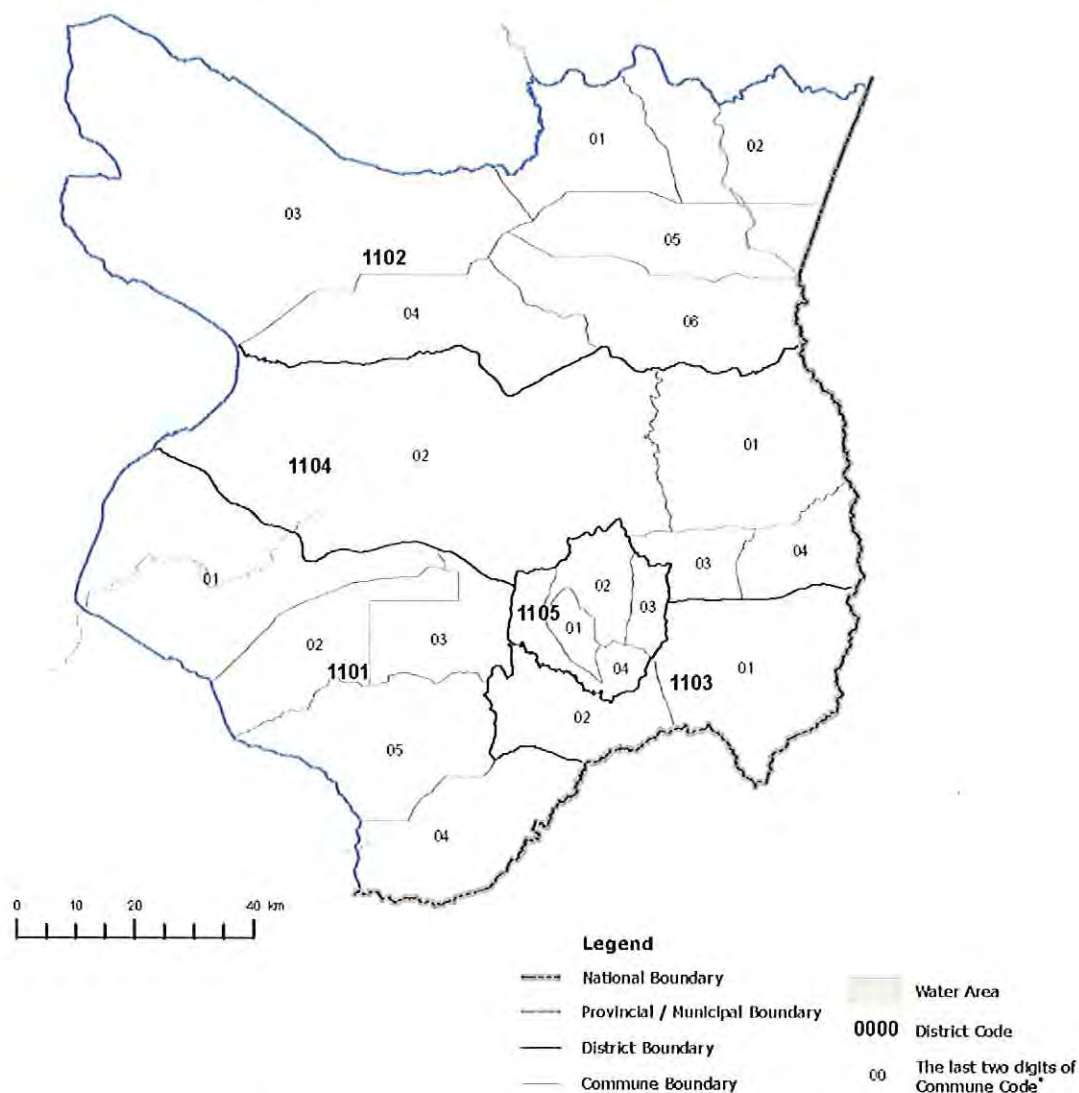 01
02
03
05
1102
04
06
01
02
1104
03
04
01
02
1105
03
01
02
03
04
1101
1103
01
02
05
04
0 10 20 40 km
Legend
National Boundary
Provincial / Municipal Boundary
District Boundary
Commune Boundary
Water Area
0000 District Code
00 The last two digits of
Commune Code*